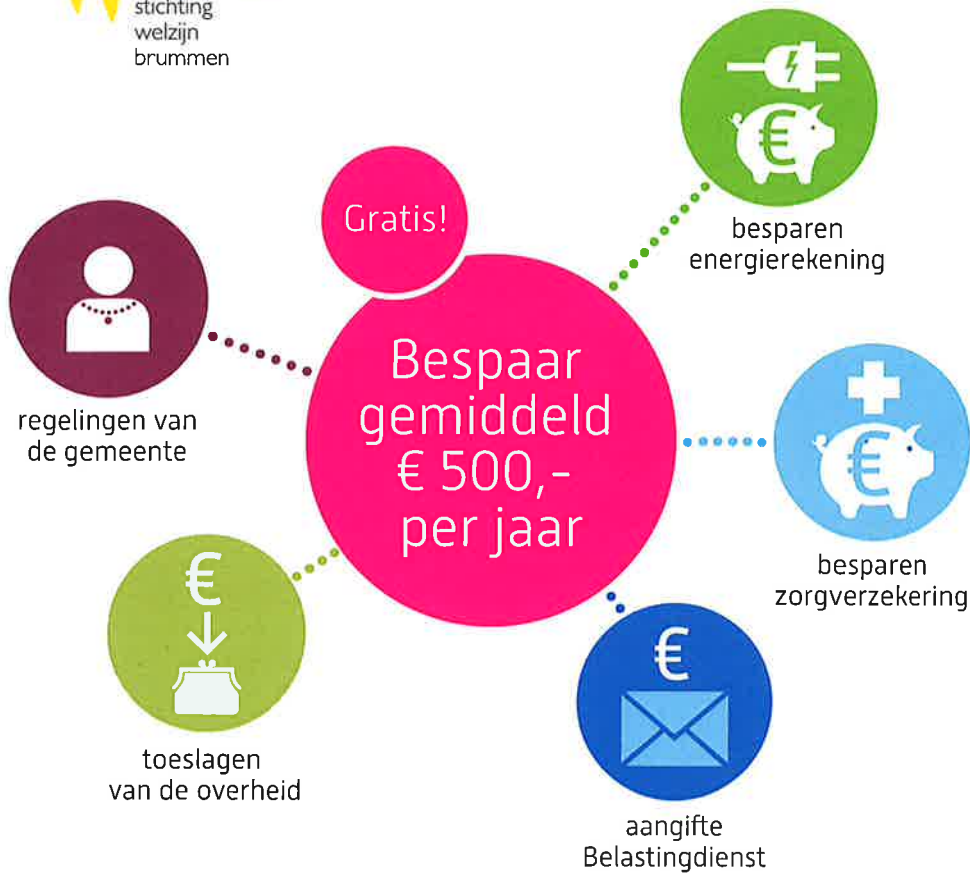 stichting
welzijn
brummen
Gratis!
Bespaar
gemiddeld
€ 500,-
per jaar
besparen
energierekening
besparen
zorgverzekering
aangifte
Belastingdienst
toeslagen
van de overheid
regelingen van
de gemeente